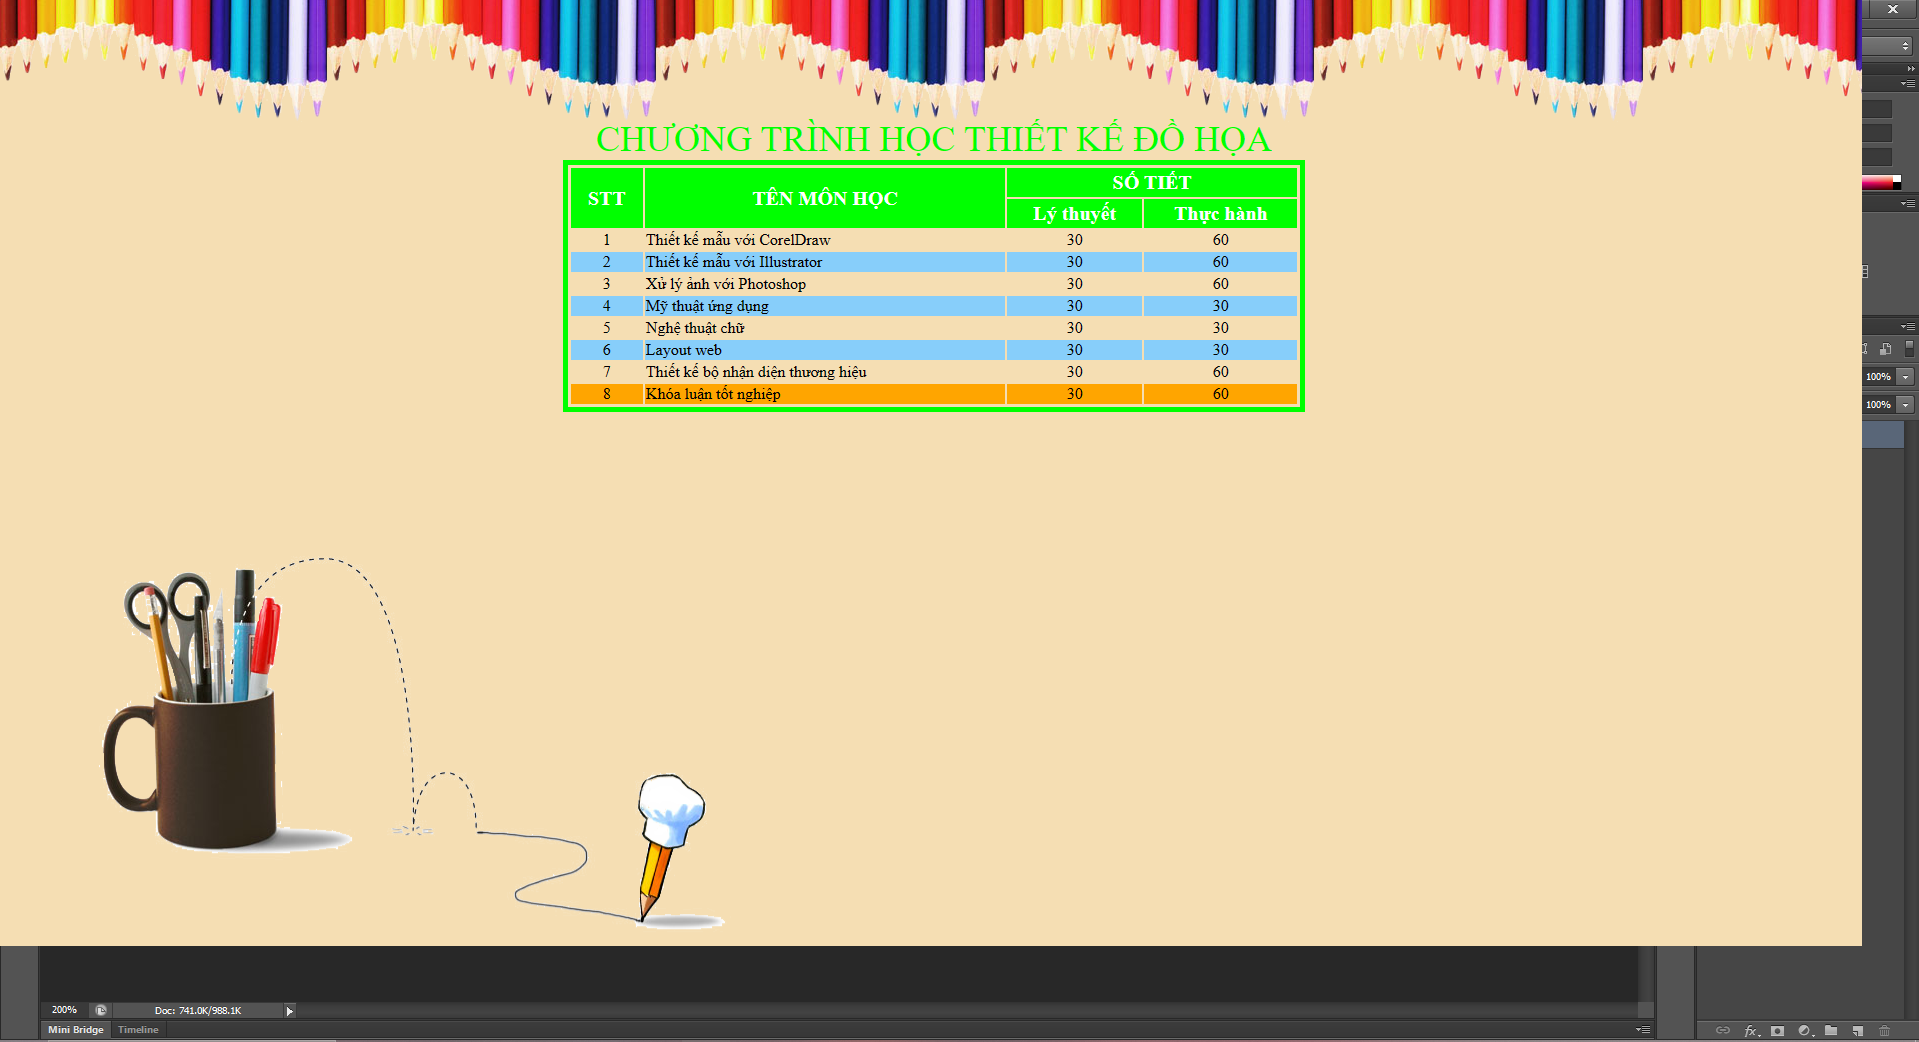 CHƯƠNG TRÌNH HỌC THIẾT KẾ ĐỒ HỌA
STT TÊN MÔN HỌC SỐ TIẾT
Lý thuyết Thực hành
1 Thiết kế mẫu với CorelDraw 30 60
2 Thiết kế mẫu với Illustrator 30 60
3 Xử lý ảnh với Photoshop 30 60
4 Mỹ thuật ứng dụng 30 30
5 Nghệ thuật chữ 30 30
6 Layout web 30 30
7 Thiết kế bộ nhận diện thương hiệu 30 60
8 Khóa luận tốt nghiệp 30 60
100%
100%
200% Doc: 741.0K/988.1K
Mini Bridge Timeline
fx